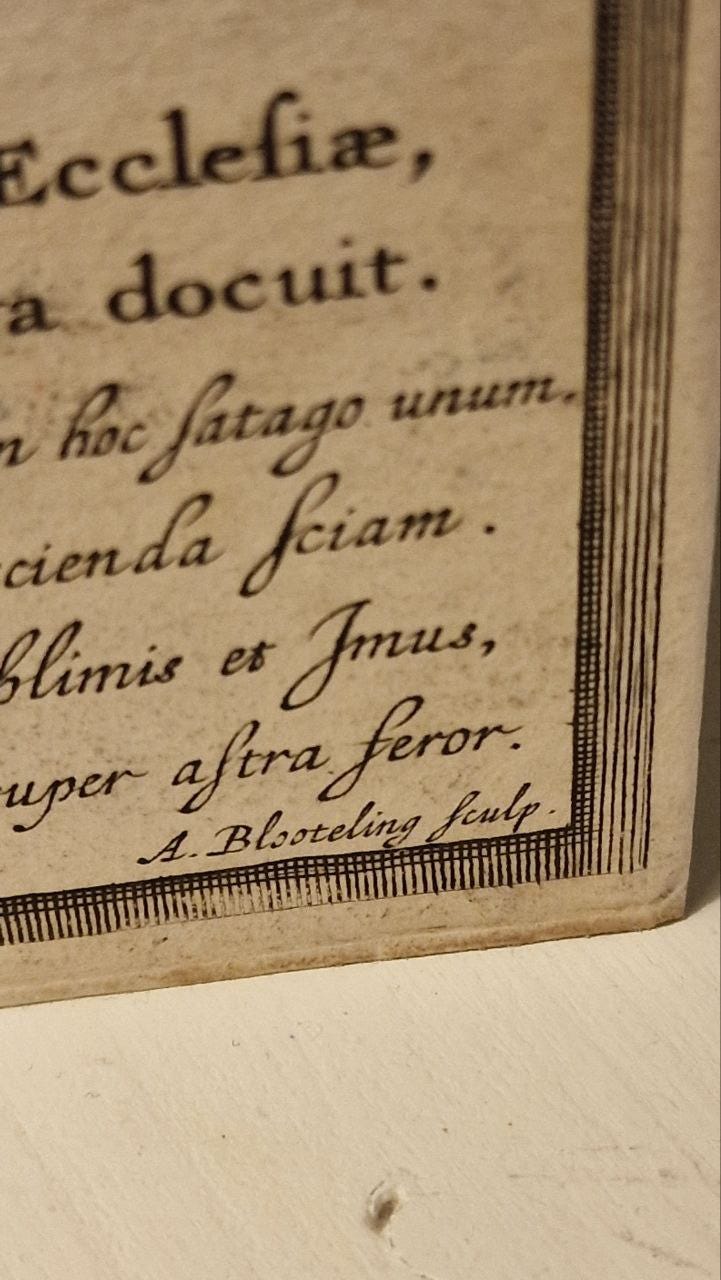 Eccleſiæ,
a docuit.
hoc ſatago unum.
cienda ſciam.
blimis et Jmus,
uper aſtra feror.
A. Blooteling ſculp.